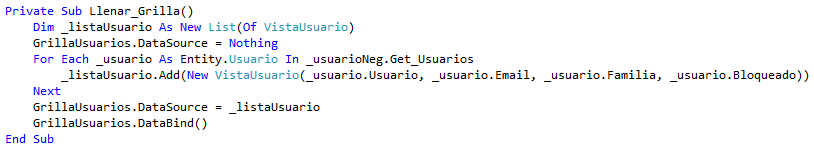 Private Sub Llenar_Grilla()
    Dim _listaUsuario As New List(Of VistaUsuario)
    GrillaUsuarios.DataSource = Nothing
    For Each _usuario As Entity.Usuario In _usuarioNeg.Get_Usuarios
        _listaUsuario.Add(New VistaUsuario(_usuario.Usuario, _usuario.Email, _usuario.Familia, _usuario.Bloqueado))
    Next
    GrillaUsuarios.DataSource = _listaUsuario
    GrillaUsuarios.DataBind()
End Sub